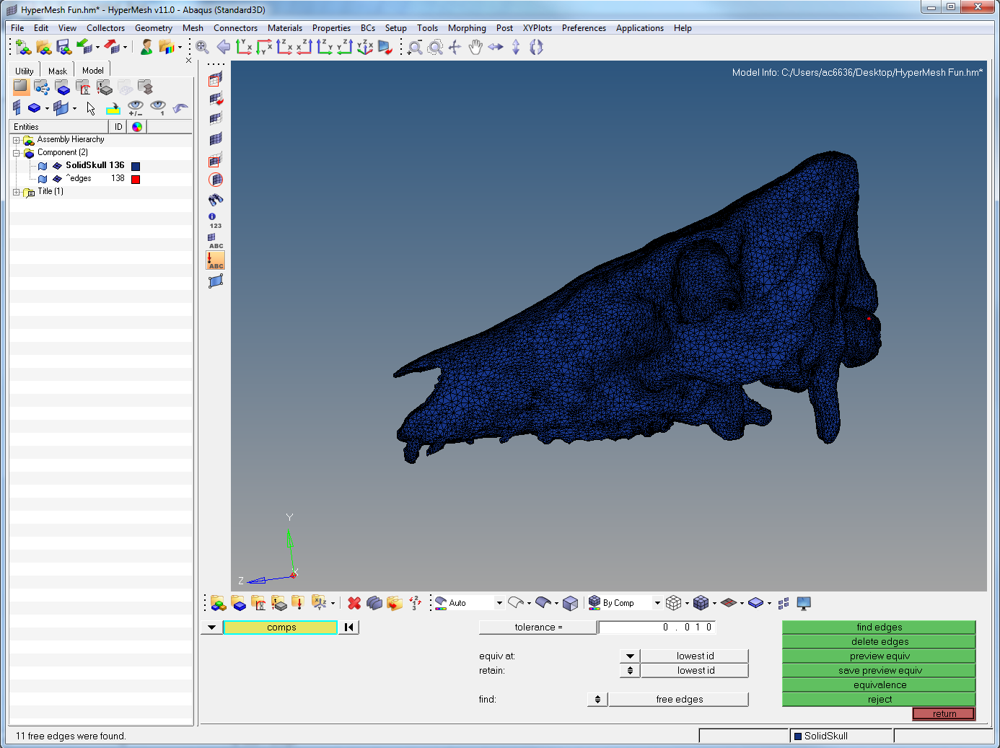 HyperMesh Fun.hm* - HyperMesh v11.0 - Abaqus (Standard3D)
File Edit View Collectors Geometry Mesh Connectors Materials Properties BCs Setup Tools Morphing Post XYPlots Preferences Applications Help
Utility Mask Model
Model Info: C:/Users/ac6636/Desktop/HyperMesh Fun.hm*
Entities ID
Assembly Hierarchy
Component (2)
SolidSkull 136
^edges 138
Title (1)
123
ABC
ABC
Y
X
Z
Auto
By Comp
comps
tolerance = 0.010
find edges
delete edges
equiv at: lowest id
preview equiv
retain: lowest id
save preview equiv
equivalence
find: free edges
reject
return
11 free edges were found.
SolidSkull